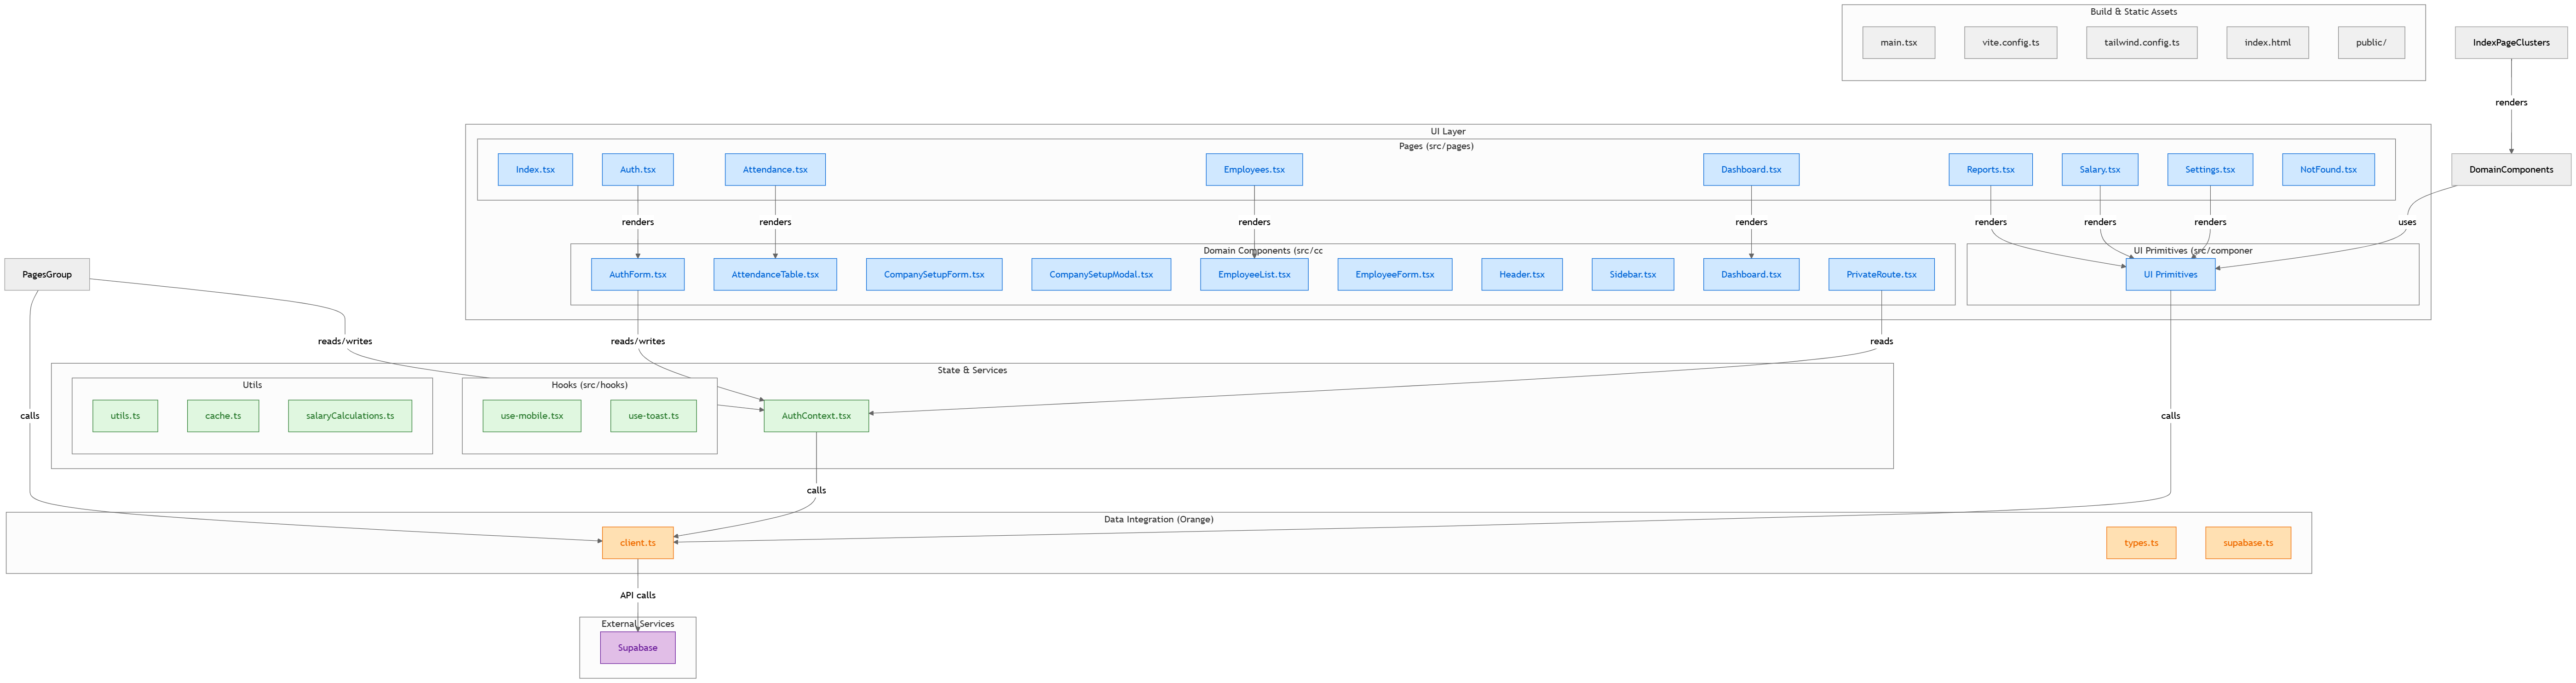 Build & Static Assets
main.tsx
vite.config.ts
tailwind.config.ts
index.html
public/
IndexPageClusters
renders
UI Layer
Pages (src/pages)
Index.tsx
Auth.tsx
Attendance.tsx
Employees.tsx
Dashboard.tsx
Reports.tsx
Salary.tsx
Settings.tsx
NotFound.tsx
DomainComponents
renders
renders
renders
renders
renders
renders
renders
uses
Domain Components (src/cc
UI Primitives (src/componer
PagesGroup
AuthForm.tsx
AttendanceTable.tsx
CompanySetupForm.tsx
CompanySetupModal.tsx
EmployeeList.tsx
EmployeeForm.tsx
Header.tsx
Sidebar.tsx
Dashboard.tsx
PrivateRoute.tsx
UI Primitives
reads/writes
reads/writes
reads
State & Services
Utils
Hooks (src/hooks)
calls
utils.ts
cache.ts
salaryCalculations.ts
use-mobile.tsx
use-toast.ts
AuthContext.tsx
calls
calls
Data Integration (Orange)
client.ts
types.ts
supabase.ts
API calls
External Services
Supabase